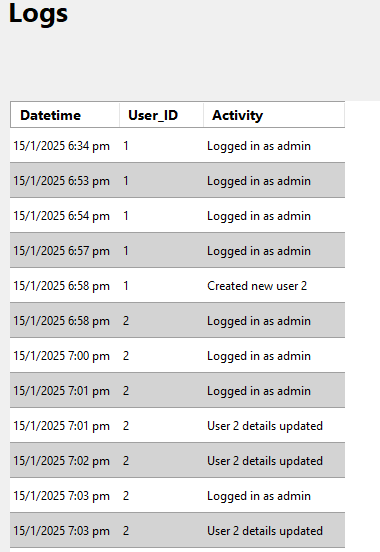 Logs
Datetime User_ID Activity
15/1/2025 6:34 pm 1 Logged in as admin
15/1/2025 6:53 pm 1 Logged in as admin
15/1/2025 6:54 pm 1 Logged in as admin
15/1/2025 6:57 pm 1 Logged in as admin
15/1/2025 6:58 pm 1 Created new user 2
15/1/2025 6:58 pm 2 Logged in as admin
15/1/2025 7:00 pm 2 Logged in as admin
15/1/2025 7:01 pm 2 Logged in as admin
15/1/2025 7:01 pm 2 User 2 details updated
15/1/2025 7:02 pm 2 User 2 details updated
15/1/2025 7:03 pm 2 Logged in as admin
15/1/2025 7:03 pm 2 User 2 details updated